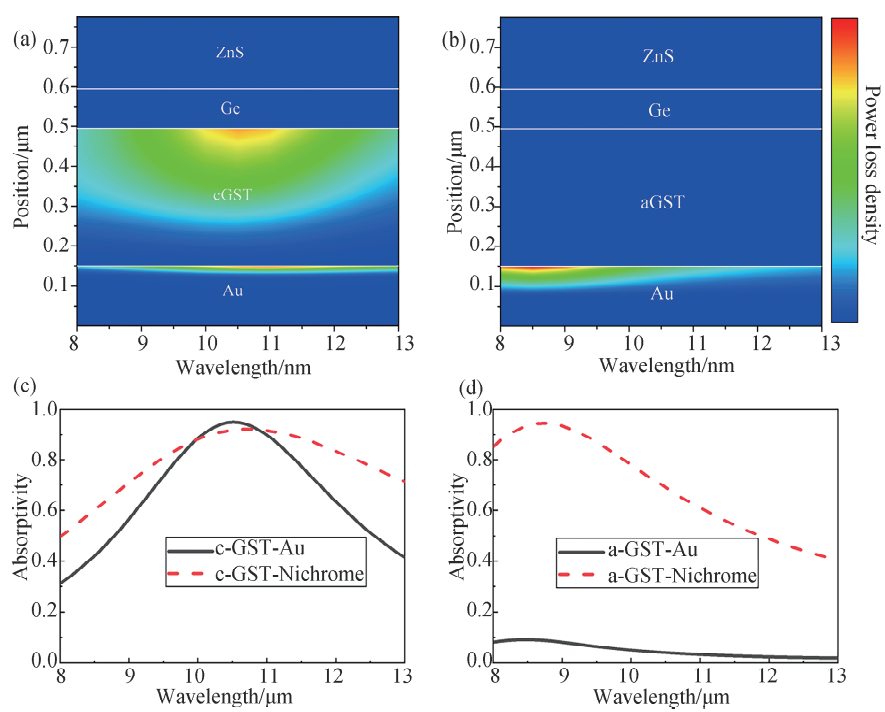 (a)
0.7
0.6
0.5
0.4
0.3
0.2
0.1
Position/μm
ZnS
Ge
cGST
Au
8 9 10 11 12 13
Wavelength/nm
(b)
0.7
0.6
0.5
0.4
0.3
0.2
0.1
Position/μm
ZnS
Ge
aGST
Au
8 9 10 11 12 13
Wavelength/nm
Power loss density
(c)
1.0
0.8
0.6
0.4
0.2
0.0
Absorptivity
c-GST-Au
c-GST-Nichrome
8 9 10 11 12 13
Wavelength/μm
(d)
1.0
0.8
0.6
0.4
0.2
0.0
Absorptivity
a-GST-Au
a-GST-Nichrome
8 9 10 11 12 13
Wavelength/μm